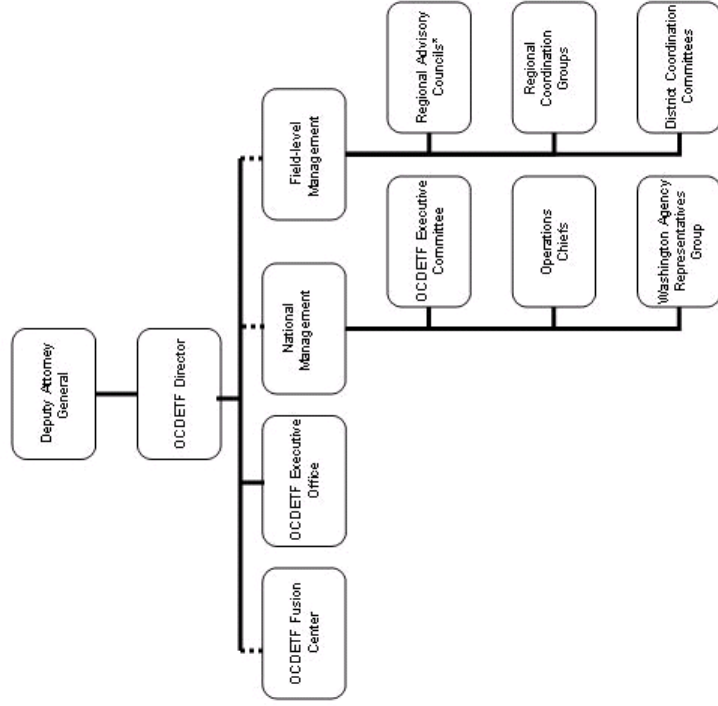 Deputy Attorney
General
OCDETF Director
OCDETF Fusion
Center
OCDETF Executive
Office
National
Management
Field-level
Management
OCDETF Executive
Committee
Operations
Chiefs
Washington Agency
Representatives
Group
Regional Advisory
Councils*
Regional
Coordination
Groups
District Coordination
Committees